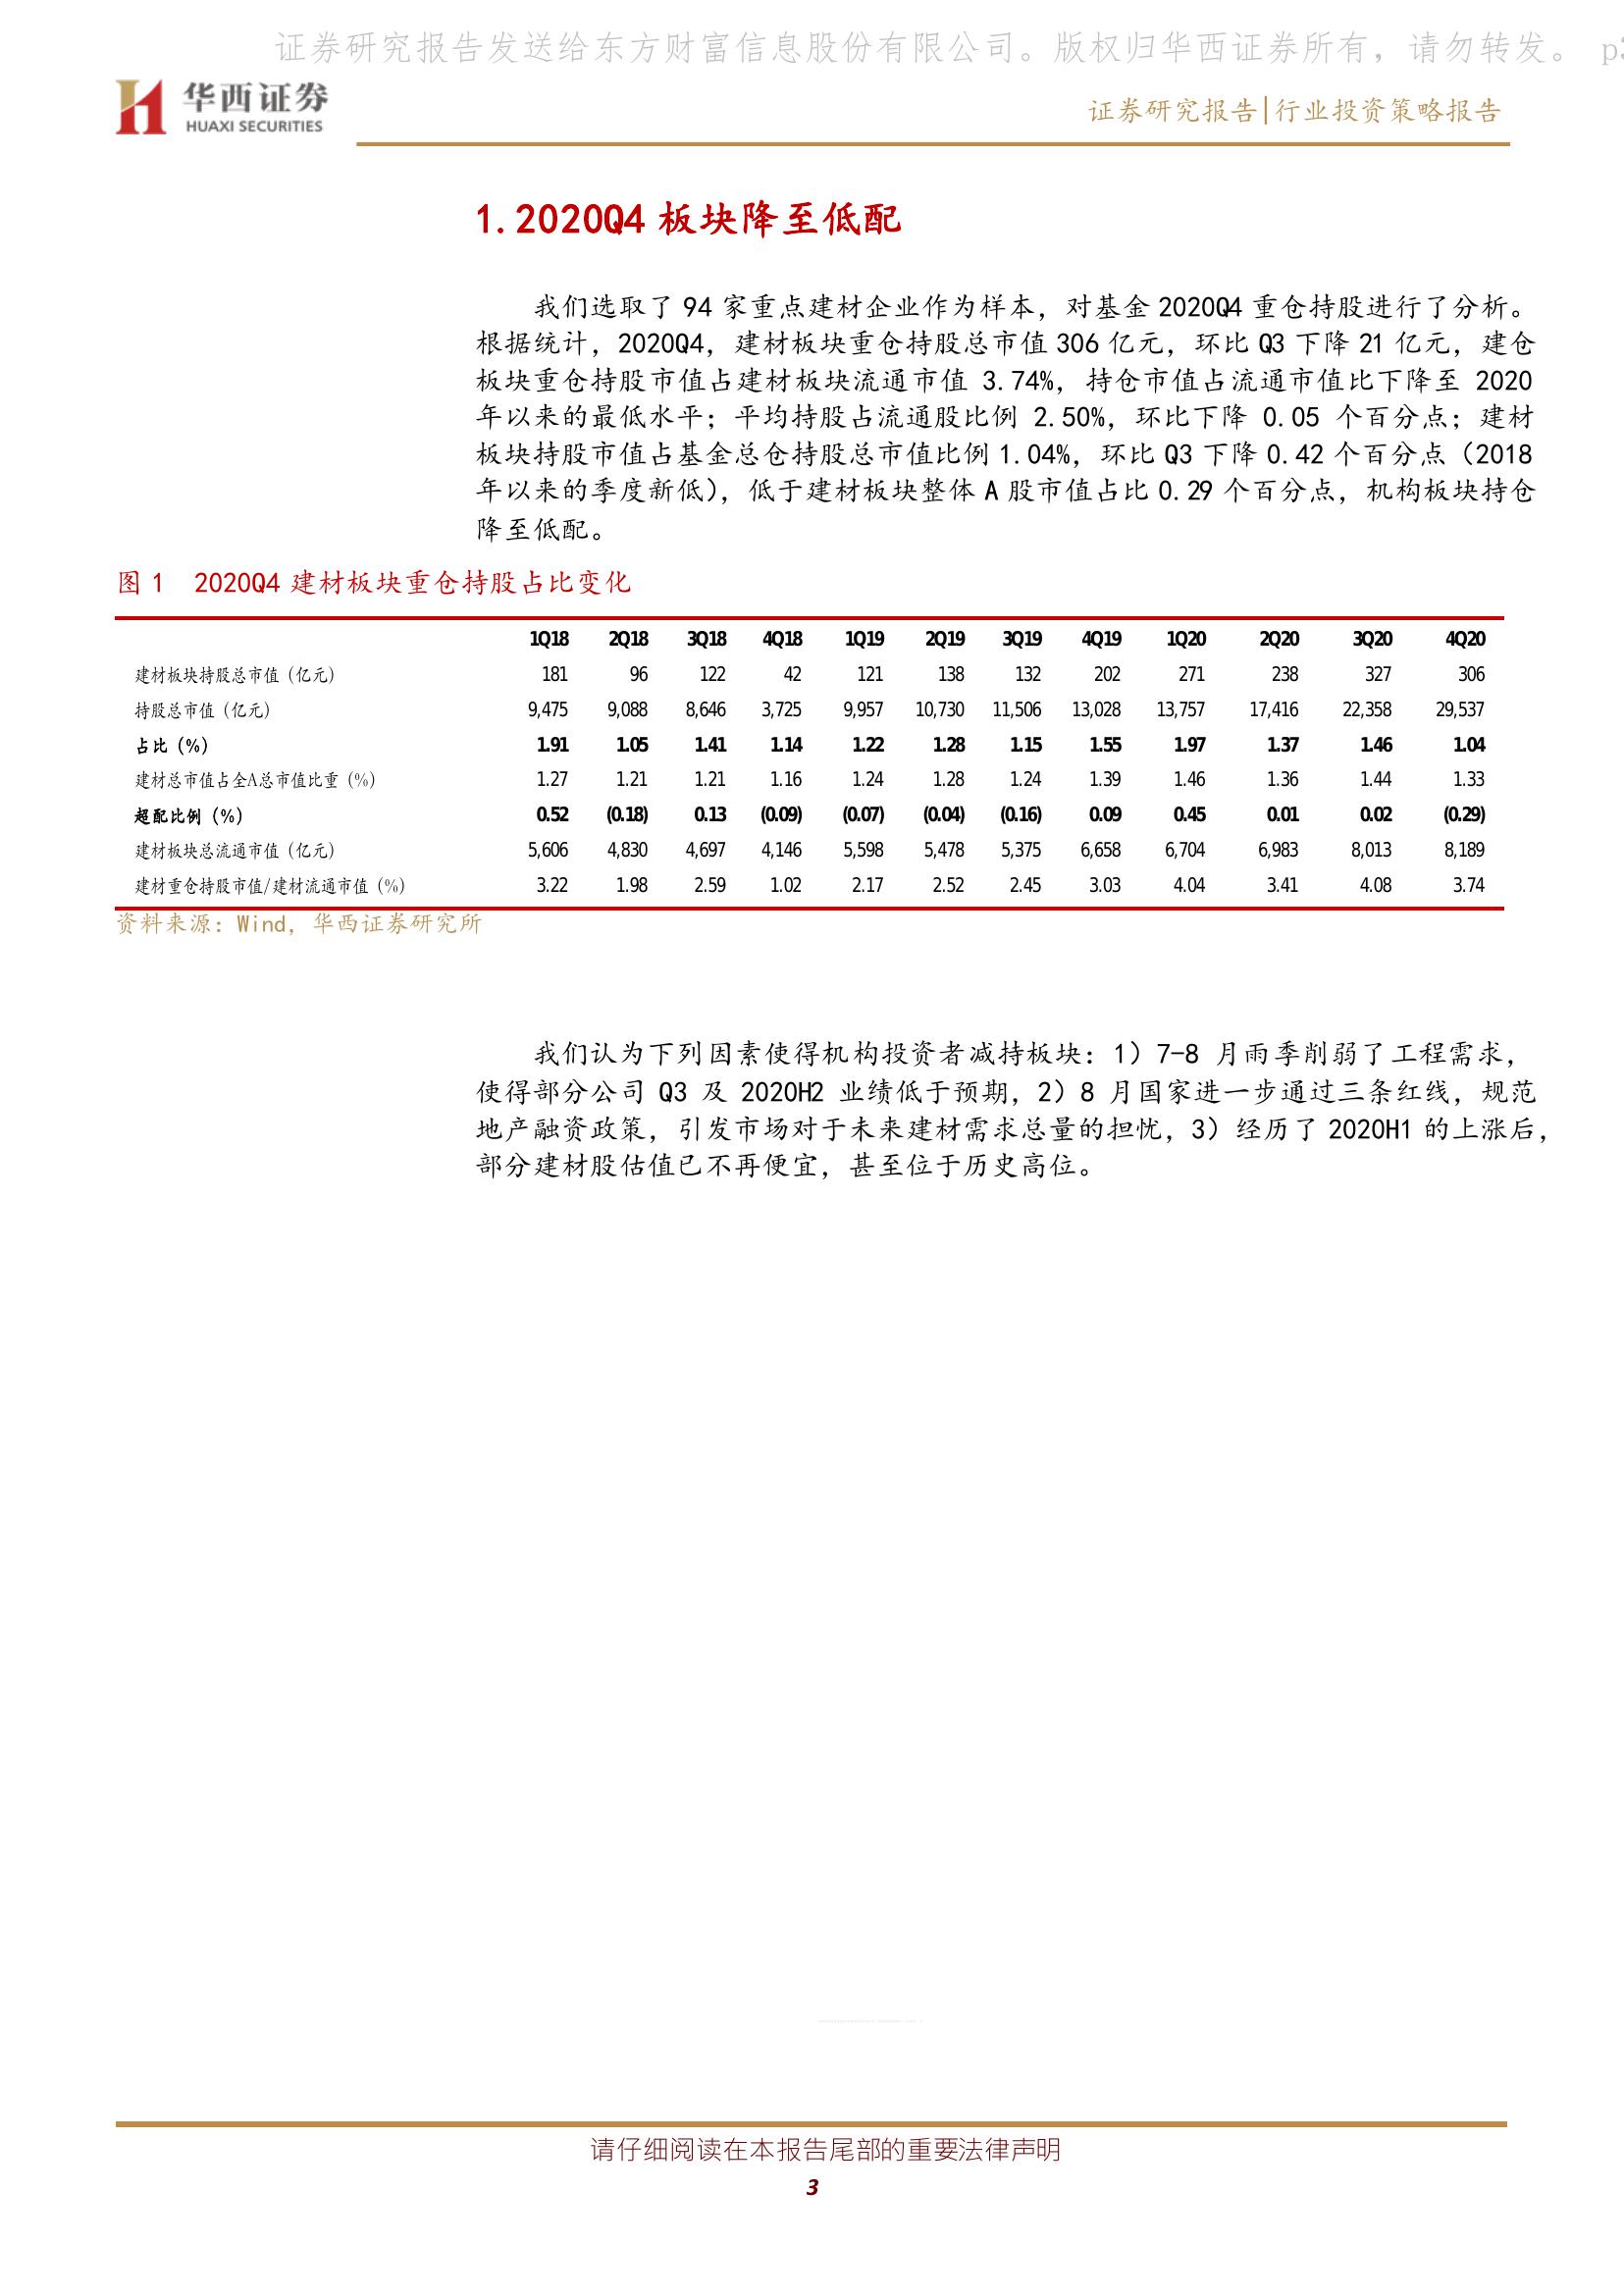 证券研究报告发送给东方财富信息股份有限公司。版权归华西证券所有，请勿转发。 p3
华西证券
HUAXI SECURITIES
证券研究报告|行业投资策略报告
1.2020Q4 板块降至低配
我们选取了 94 家重点建材企业作为样本，对基金 2020Q4 重仓持股进行了分析。
根据统计，2020Q4，建材板块重仓持股总市值 306 亿元，环比 Q3 下降 21 亿元，建仓
板块重仓持股市值占建材板块流通市值 3.74%，持仓市值占流通市值比下降至 2020
年以来的最低水平；平均持股占流通股比例 2.50%，环比下降 0.05 个百分点；建材
板块持股市值占基金总仓持股总市值比例 1.04%，环比 Q3 下降 0.42 个百分点（2018
年以来的季度新低），低于建材板块整体 A 股市值占比 0.29 个百分点，机构板块持仓
降至低配。
图 1 2020Q4 建材板块重仓持股占比变化
1Q18 2Q18 3Q18 4Q18 1Q19 2Q19 3Q19 4Q19 1Q20 2Q20 3Q20 4Q20
建材板块持股总市值（亿元） 181 96 122 42 121 138 132 202 271 238 327 306
持股总市值（亿元） 9,475 9,088 8,646 3,725 9,957 10,730 11,506 13,028 13,757 17,416 22,358 29,537
占比（%） 1.91 1.05 1.41 1.14 1.22 1.28 1.15 1.55 1.97 1.37 1.46 1.04
建材总市值占全A总市值比重（%） 1.27 1.21 1.21 1.16 1.24 1.28 1.24 1.39 1.46 1.36 1.44 1.33
超配比例（%） 0.52 (0.18) 0.13 (0.09) (0.07) (0.04) (0.16) 0.09 0.45 0.01 0.02 (0.29)
建材板块总流通市值（亿元） 5,606 4,830 4,697 4,146 5,598 5,478 5,375 6,658 6,704 6,983 8,013 8,189
建材重仓持股市值/建材流通市值（%） 3.22 1.98 2.59 1.02 2.17 2.52 2.45 3.03 4.04 3.41 4.08 3.74
资料来源：Wind，华西证券研究所
我们认为下列因素使得机构投资者减持板块：1）7-8 月雨季削弱了工程需求，
使得部分公司 Q3 及 2020H2 业绩低于预期，2）8 月国家进一步通过三条红线，规范
地产融资政策，引发市场对于未来建材需求总量的担忧，3）经历了 2020H1 的上涨后，
部分建材股估值已不再便宜，甚至位于历史高位。
请仔细阅读在本报告尾部的重要法律声明
3